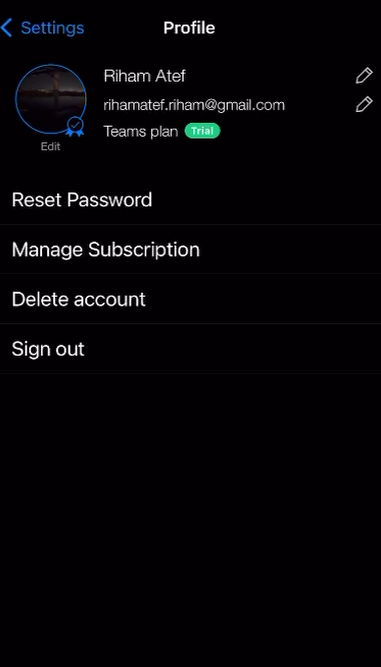 Settings
Profile
Riham Atef
rihamatef.riham@gmail.com
Teams plan Trial
Edit
Reset Password
Manage Subscription
Delete account
Sign out